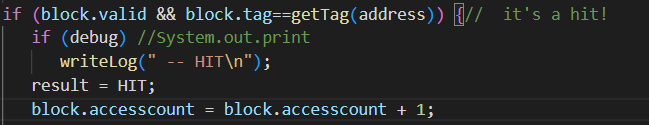 if (block.valid && block.tag==getTag(address)) {//  it's a hit!
if (debug) //System.out.print
writeLog(" -- HIT\n");
result = HIT;
block.accesscount = block.accesscount + 1;